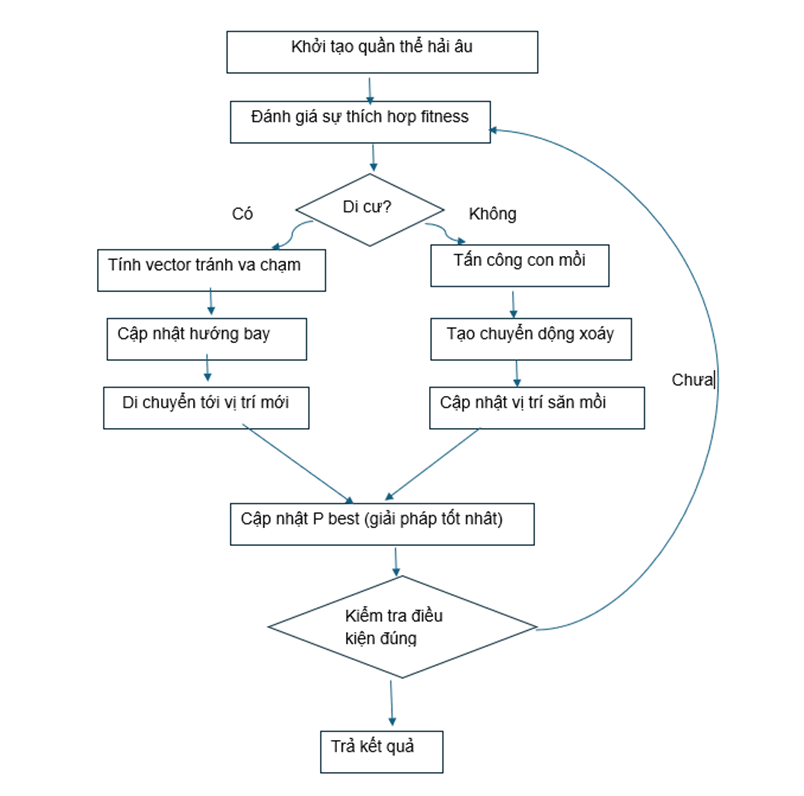 Khởi tạo quần thể hải âu
Đánh giá sự thích hơp fitness
Di cư?
Có
Không
Tính vector tránh va chạm
Tấn công con mồi
Cập nhật hướng bay
Tạo chuyển dộng xoáy
Di chuyển tới vị trí mới
Cập nhật vị trí săn mồi
Chưa
Cập nhật P best (giải pháp tốt nhât)
Kiểm tra điều
kiện đúng
Trả kết quả